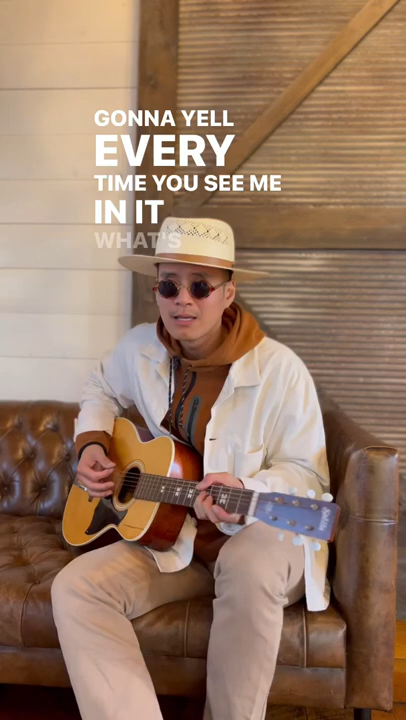 GONNA YELL
EVERY
TIME YOU SEE ME
IN IT
WHAT'S